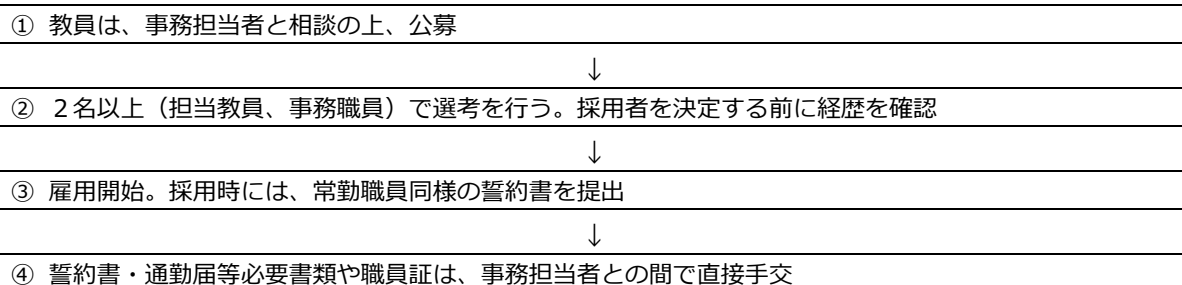 ① 教員は、事務担当者と相談の上、公募
↓
② ２名以上（担当教員、事務職員）で選考を行う。採用者を決定する前に経歴を確認
↓
③ 雇用開始。採用時には、常勤職員同様の誓約書を提出
↓
④ 誓約書・通勤届等必要書類や職員証は、事務担当者との間で直接手交